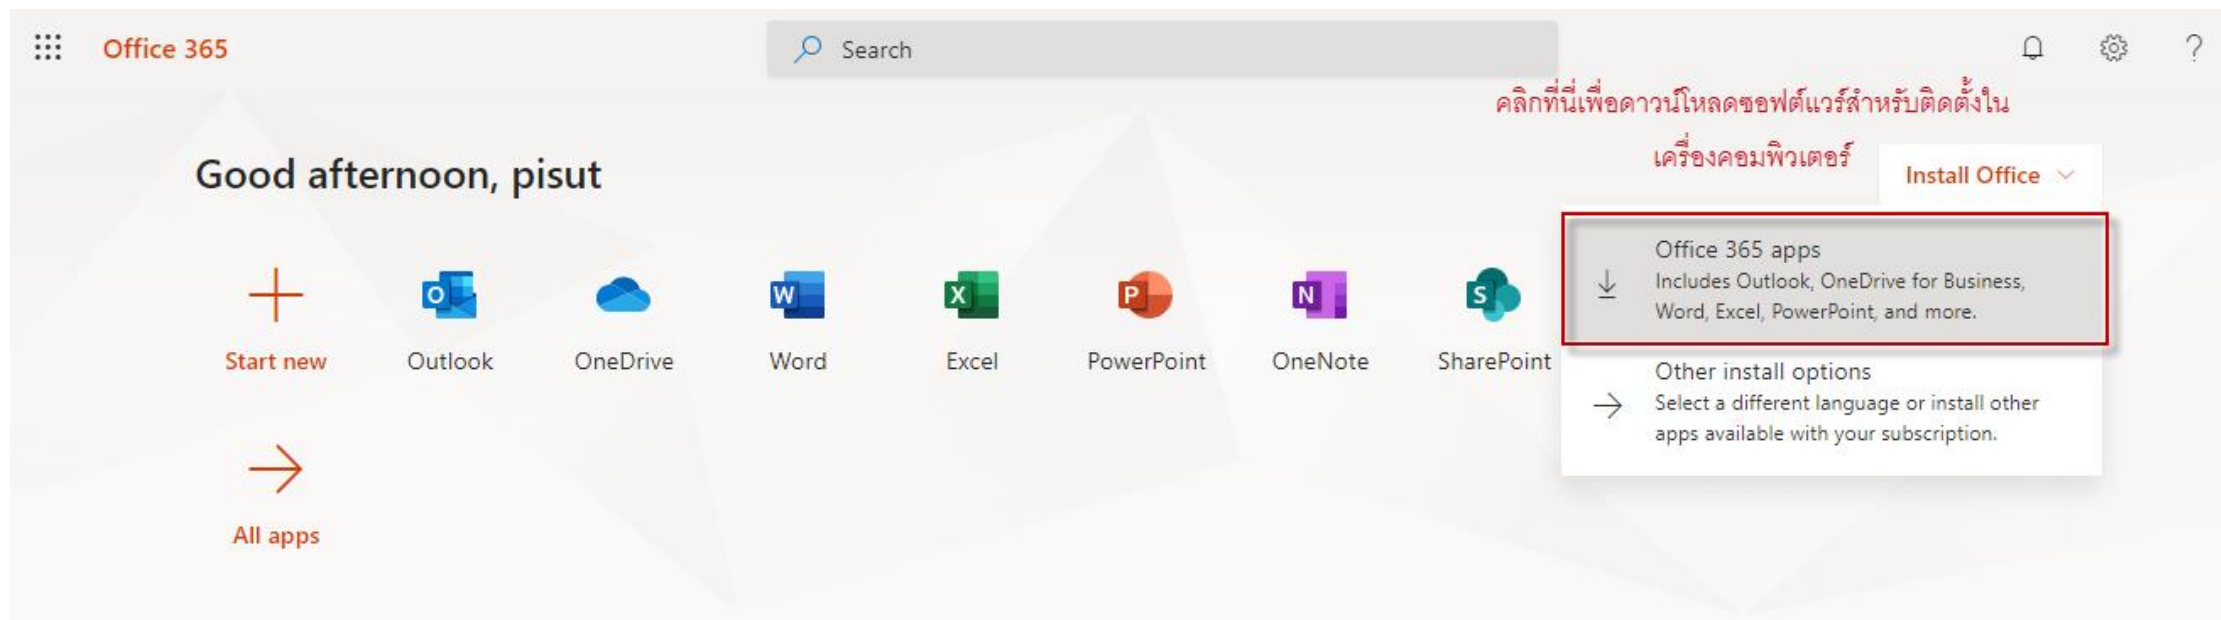 Office 365
Search
?
คลิกที่นี่เพื่อดาวน์โหลดซอฟต์แวร์สำหรับติดตั้งใน
เครื่องคอมพิวเตอร์
Good afternoon, pisut
Install Office
Office 365 apps
Includes Outlook, OneDrive for Business,
Word, Excel, PowerPoint, and more.
Start new
Outlook
OneDrive
Word
Excel
PowerPoint
OneNote
SharePoint
Other install options
Select a different language or install other
apps available with your subscription.
All apps